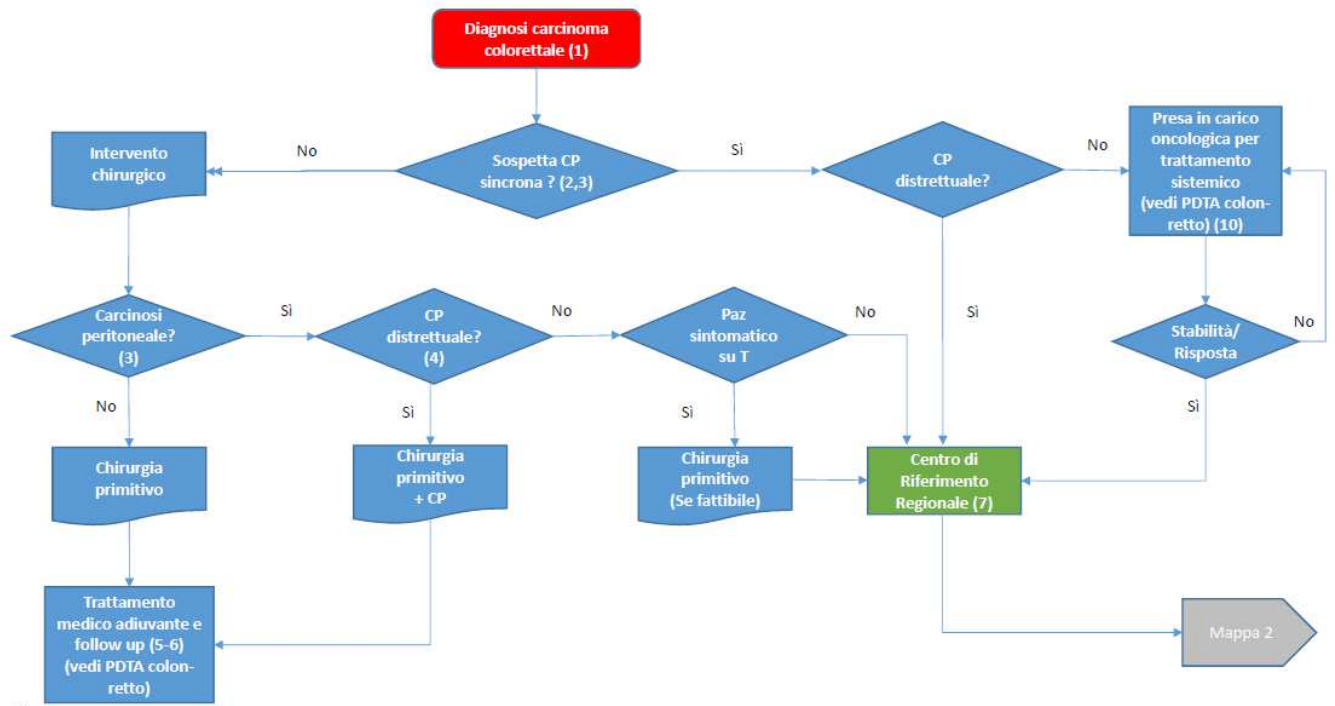 Diagnosi carcinoma
colorettale (1)
Intervento
chirurgico
No
Sospetta CP
sincrona ? (2,3)
Sì
CP
distrettuale?
No
Presa in carico
oncologica per
trattamento
sistemico
(vedi PDTA colon-
retto) (10)
Carcinosi
peritoneale?
(3)
Sì
CP
distrettuale?
(4)
No
Paz
sintomatico
su T
No
Sì
Stabilità/
Risposta
No
No
Sì
Sì
Sì
Chirurgia
primitivo
Chirurgia
primitivo
+ CP
Chirurgia
primitivo
(Se fattibile)
Centro di
Riferimento
Regionale (7)
Trattamento
medico adiuvante e
follow up (5-6)
(vedi PDTA colon-
retto)
Mappa 2